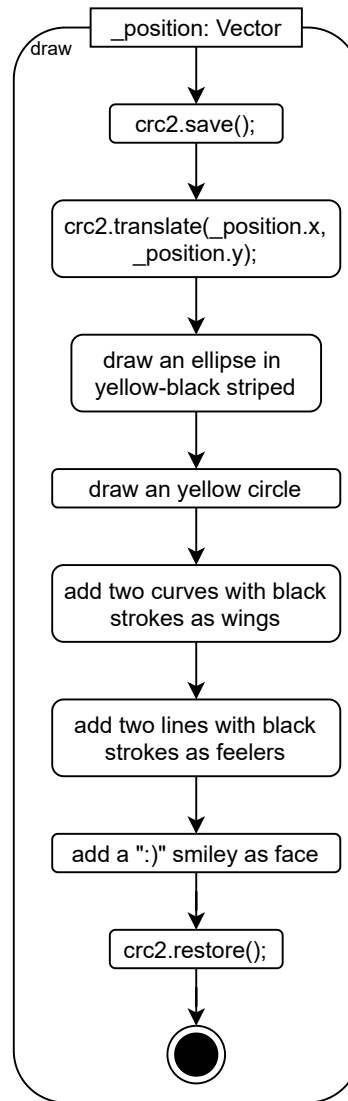 _position: Vector
draw
crc2.save();
crc2.translate(_position.x,
_position.y);
draw an ellipse in
yellow-black striped
draw an yellow circle
add two curves with black
strokes as wings
add two lines with black
strokes as feelers
add a ":)" smiley as face
crc2.restore();